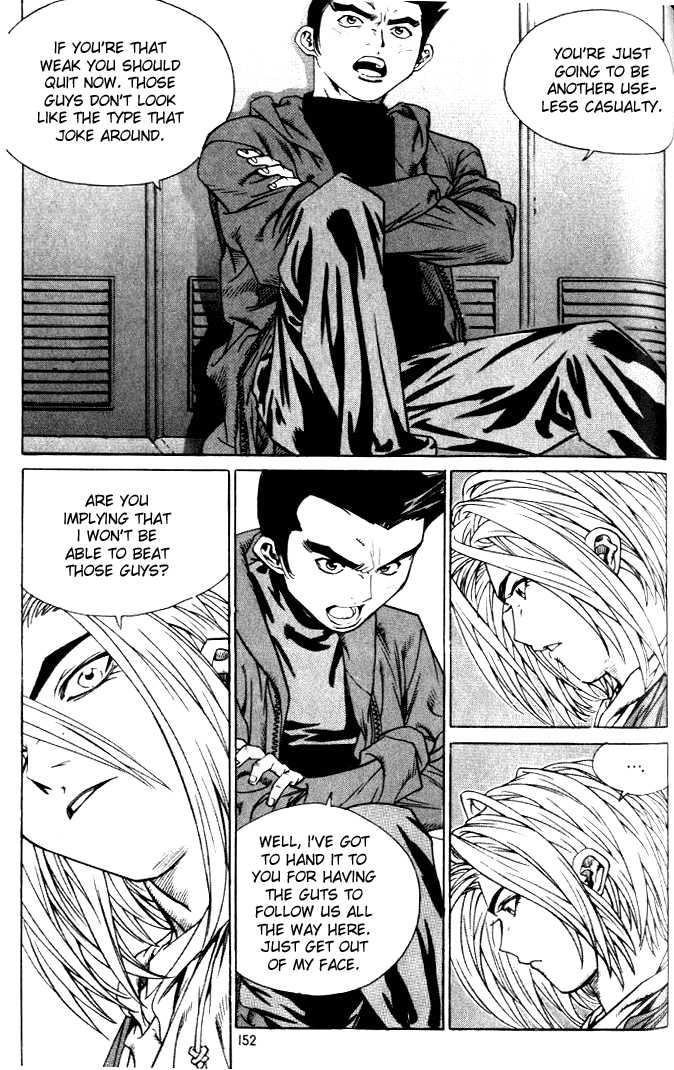 IF YOU'RE THAT
WEAK YOU SHOULD
QUIT NOW. THOSE
GUYS DON'T LOOK
LIKE THE TYPE THAT
JOKE AROUND.
YOU'RE JUST
GOING TO BE
ANOTHER USE-
LESS CASUALTY.
ARE YOU
IMPLYING THAT
I WON'T BE
ABLE TO BEAT
THOSE GUYS?
WELL, I'VE GOT
TO HAND IT TO
YOU FOR HAVING
THE GUTS TO
FOLLOW US ALL
THE WAY HERE.
JUST GET OUT
OF MY FACE.
....
152